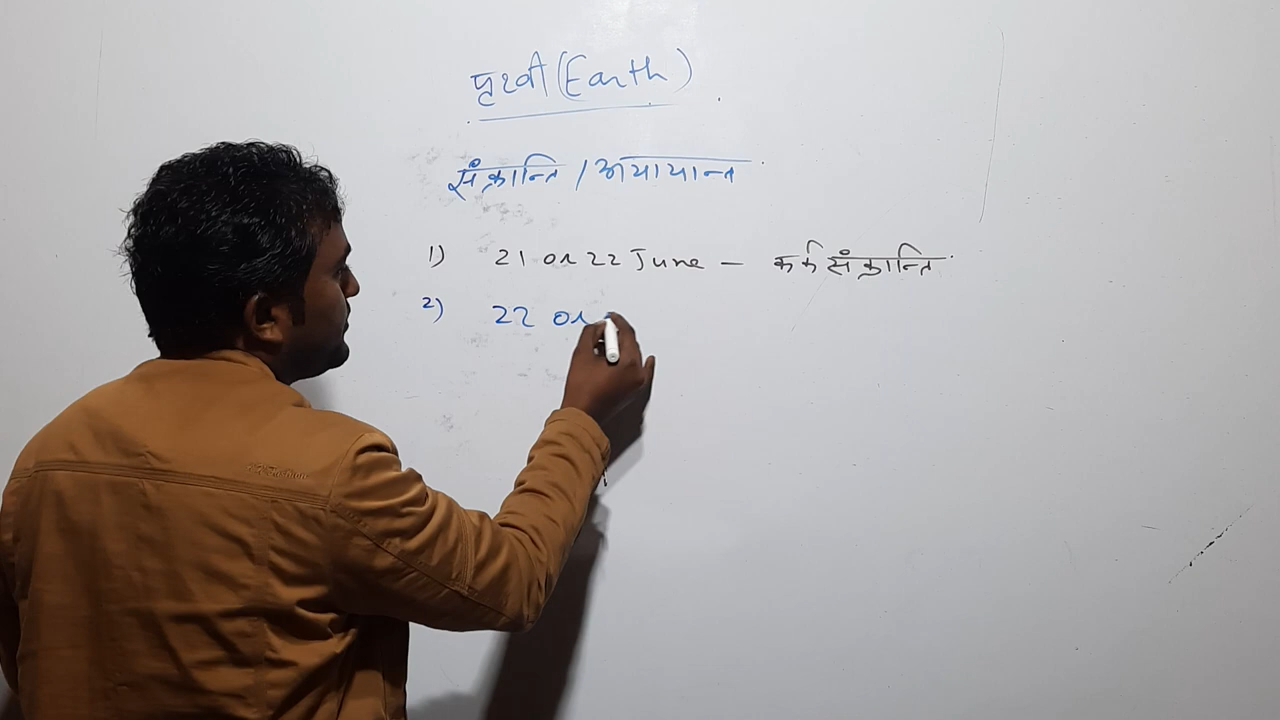 पृथ्वी (Earth)
संक्रान्ति / अयायान्त
1) 21 or 22 June - कर्क संक्रान्ति
2) 22 or